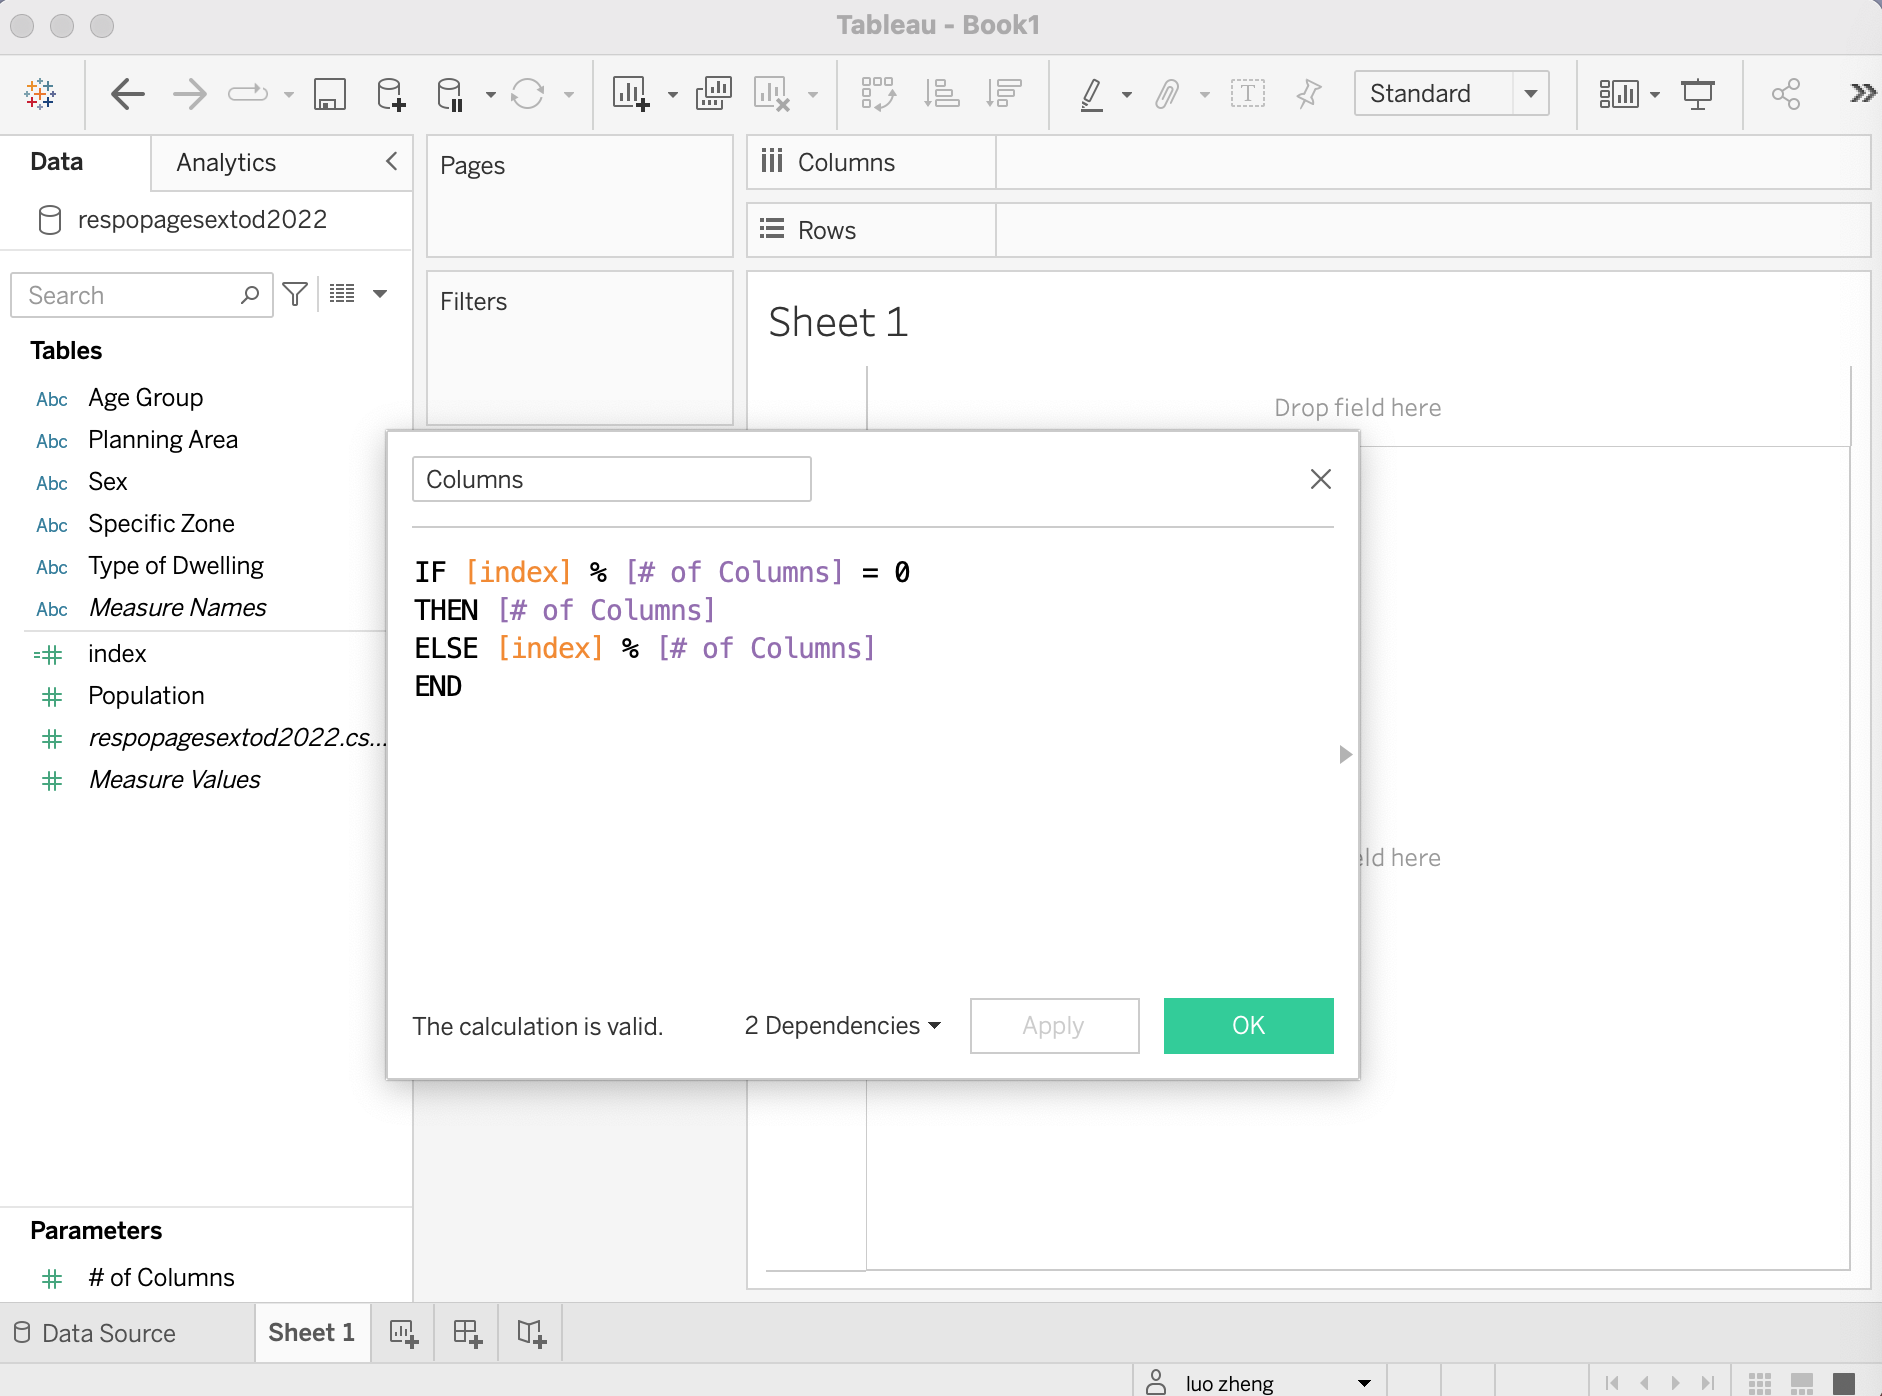 Tableau - Book1
Standard
Data
Analytics
respopagesextod2022
Search
Tables
Abc Age Group
Abc Planning Area
Abc Sex
Abc Specific Zone
Abc Type of Dwelling
Abc Measure Names
index
Population
respopagesextod2022.cs...
Measure Values
Parameters
# of Columns
Pages
Filters
Columns
Rows
Sheet 1
Drop field here
eld here
Columns
IF [index] % [# of Columns] = 0
THEN [# of Columns]
ELSE [index] % [# of Columns]
END
The calculation is valid.
2 Dependencies
Apply
OK
Data Source
Sheet 1
luo zheng